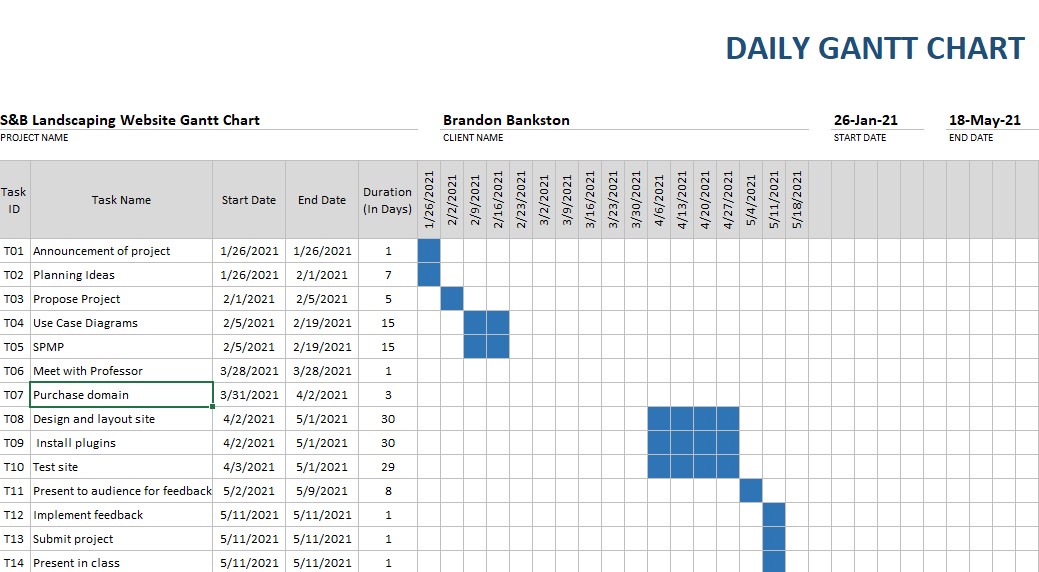 DAILY GANTT CHART
S&B Landscaping Website Gantt Chart Brandon Bankston 26-Jan-21 18-May-21
PROJECT NAME CLIENT NAME START DATE END DATE
Task ID Task Name Start Date End Date Duration (In Days) 1/26/2021 2/2/2021 2/9/2021 2/16/2021 2/23/2021 3/2/2021 3/9/2021 3/16/2021 3/23/2021 3/30/2021 4/6/2021 4/13/2021 4/20/2021 4/27/2021 5/4/2021 5/11/2021 5/18/2021
T01 Announcement of project 1/26/2021 1/26/2021 1
T02 Planning Ideas 1/26/2021 2/1/2021 7
T03 Propose Project 2/1/2021 2/5/2021 5
T04 Use Case Diagrams 2/5/2021 2/19/2021 15
T05 SPMP 2/5/2021 2/19/2021 15
T06 Meet with Professor 3/28/2021 3/28/2021 1
T07 Purchase domain 3/31/2021 4/2/2021 3
T08 Design and layout site 4/2/2021 5/1/2021 30
T09 Install plugins 4/2/2021 5/1/2021 30
T10 Test site 4/3/2021 5/1/2021 29
T11 Present to audience for feedback 5/2/2021 5/9/2021 8
T12 Implement feedback 5/11/2021 5/11/2021 1
T13 Submit project 5/11/2021 5/11/2021 1
T14 Present in class 5/11/2021 5/11/2021 1